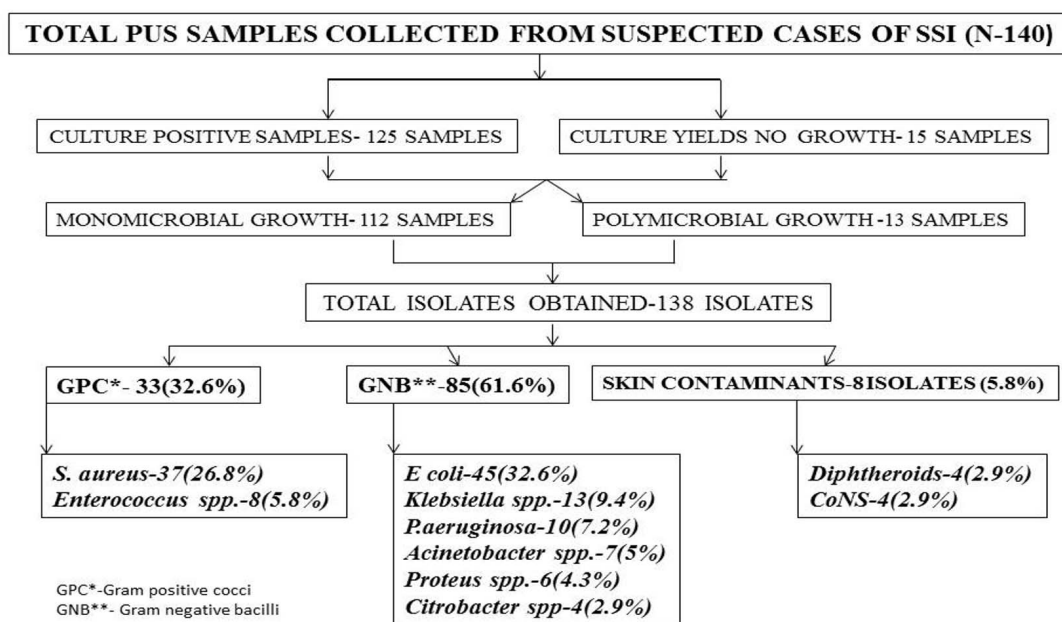 TOTAL PUS SAMPLES COLLECTED FROM SUSPECTED CASES OF SSI (N-140)
CULTURE POSITIVE SAMPLES- 125 SAMPLES
CULTURE YIELDS NO GROWTH- 15 SAMPLES
MONOMICROBIAL GROWTH- 112 SAMPLES
POLYMICROBIAL GROWTH -13 SAMPLES
TOTAL ISOLATES OBTAINED-138 ISOLATES
GPC*- 33(32.6%)
GNB**-85(61.6%)
SKIN CONTAMINANTS-8 ISOLATES (5.8%)
S. aureus-37(26.8%)
Enterococcus spp.-8(5.8%)
E coli-45(32.6%)
Klebsiella spp.-13(9.4%)
P.aeruginosa-10(7.2%)
Acinetobacter spp.-7(5%)
Proteus spp.-6(4.3%)
Citrobacter spp-4(2.9%)
Diphtheroids-4(2.9%)
CoNS-4(2.9%)
GPC*-Gram positive cocci
GNB**- Gram negative bacilli